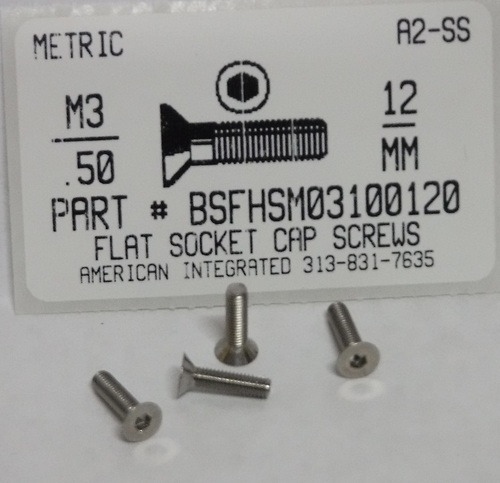 METRIC A2-SS
M3 12
.50 MM
PART # BSFHSM03100120
FLAT SOCKET CAP SCREWS
AMERICAN INTEGRATED 313-831-7635